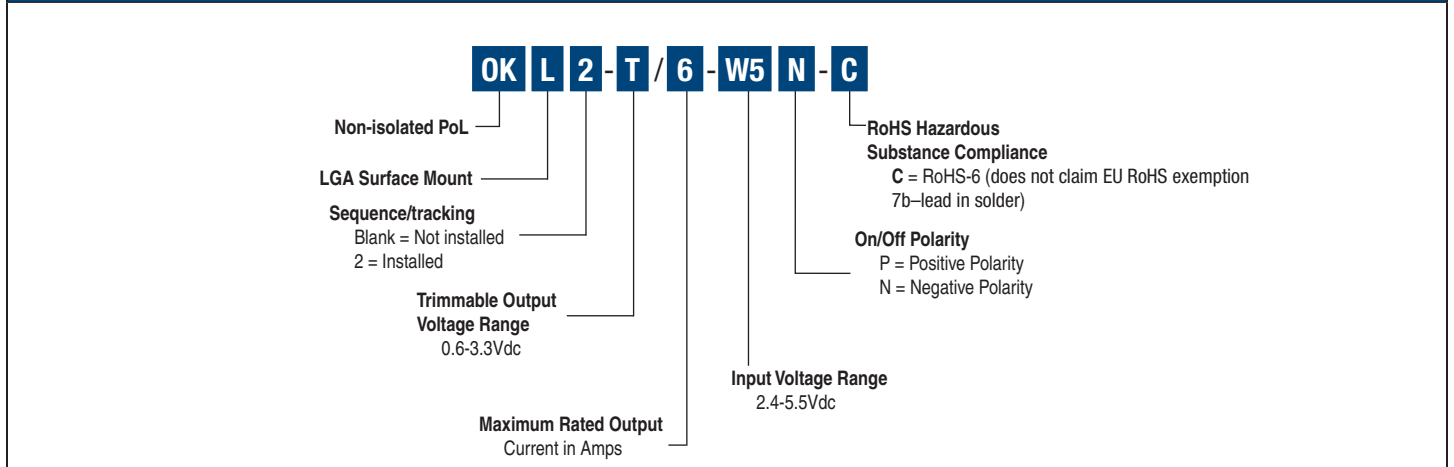 OK L 2 - T / 6 - W5 N - C
Non-isolated PoL
LGA Surface Mount
Sequence/tracking
Blank = Not installed
2 = Installed
Trimmable Output
Voltage Range
0.6-3.3Vdc
Maximum Rated Output
Current in Amps
Input Voltage Range
2.4-5.5Vdc
On/Off Polarity
P = Positive Polarity
N = Negative Polarity
RoHS Hazardous
Substance Compliance
C = RoHS-6 (does not claim EU RoHS exemption
7b–lead in solder)